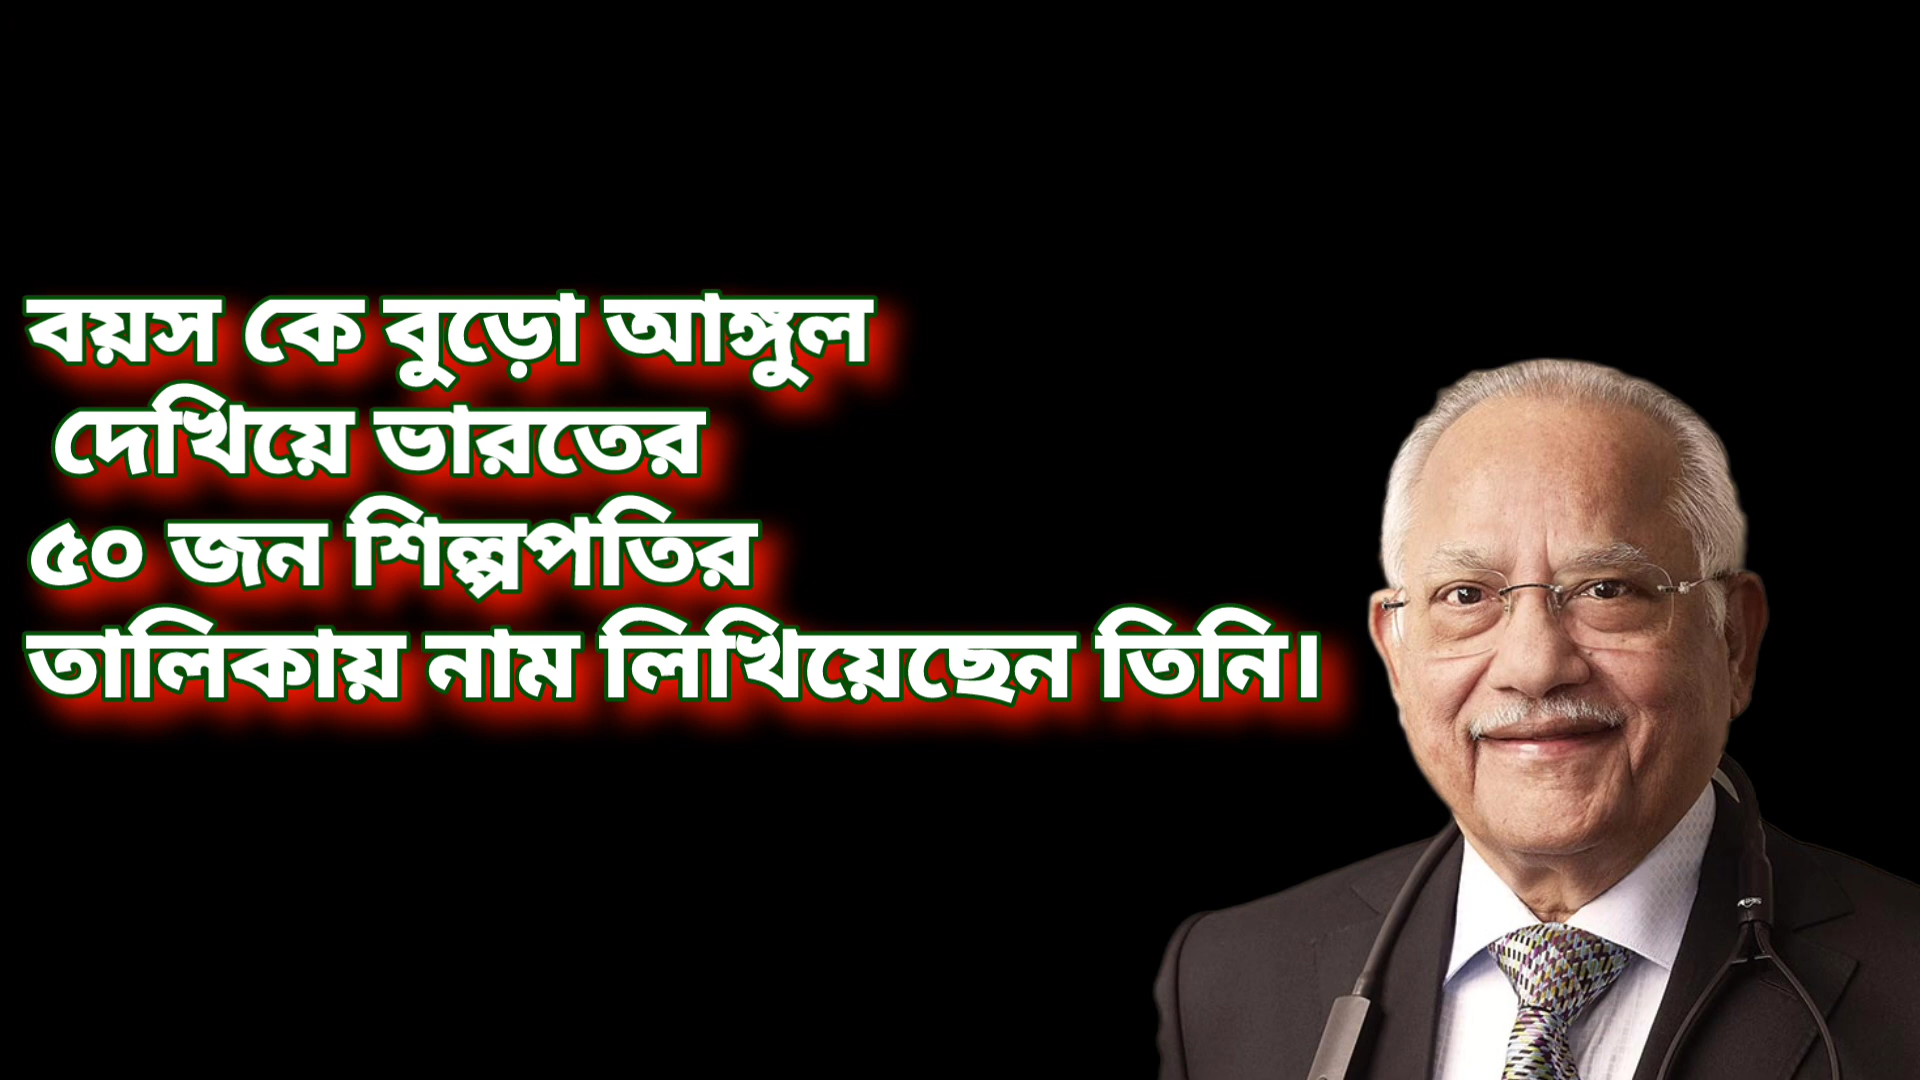 বয়স কে বুড়ো আঙ্গুল
দেখিয়ে ভারতের
৫০ জন শিল্পপতির
তালিকায় নাম লিখিয়েছেন তিনি।